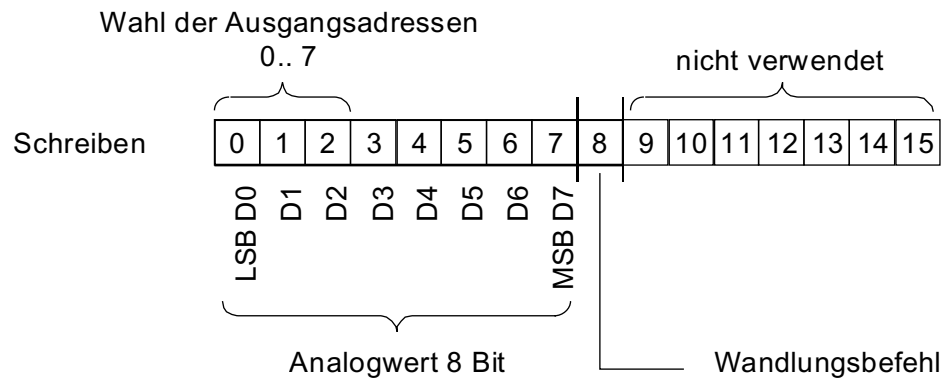 Wahl der Ausgangsadressen
0.. 7
nicht verwendet
Schreiben 0 1 2 3 4 5 6 7 8 9 10 11 12 13 14 15
LSB D0 D1 D2 D3 D4 D5 D6 MSB D7
Analogwert 8 Bit Wandlungsbefehl